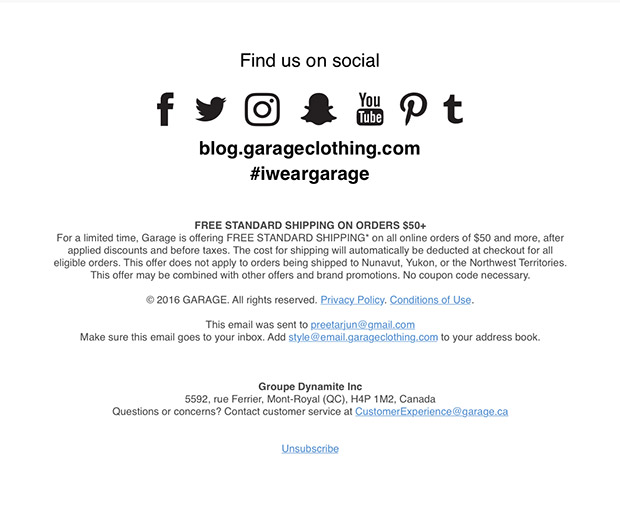 Find us on social
You
Tube
blog.garageclothing.com
#iweargarage
FREE STANDARD SHIPPING ON ORDERS $50+
For a limited time, Garage is offering FREE STANDARD SHIPPING* on all online orders of $50 and more, after
applied discounts and before taxes. The cost for shipping will automatically be deducted at checkout for all
eligible orders. This offer does not apply to orders being shipped to Nunavut, Yukon, or the Northwest Territories.
This offer may be combined with other offers and brand promotions. No coupon code necessary.
© 2016 GARAGE. All rights reserved. Privacy Policy. Conditions of Use.
This email was sent to preetarjun@gmail.com
Make sure this email goes to your inbox. Add style@email.garageclothing.com to your address book.
Groupe Dynamite Inc
5592, rue Ferrier, Mont-Royal (QC), H4P 1M2, Canada
Questions or concerns? Contact customer service at CustomerExperience@garage.ca
Unsubscribe